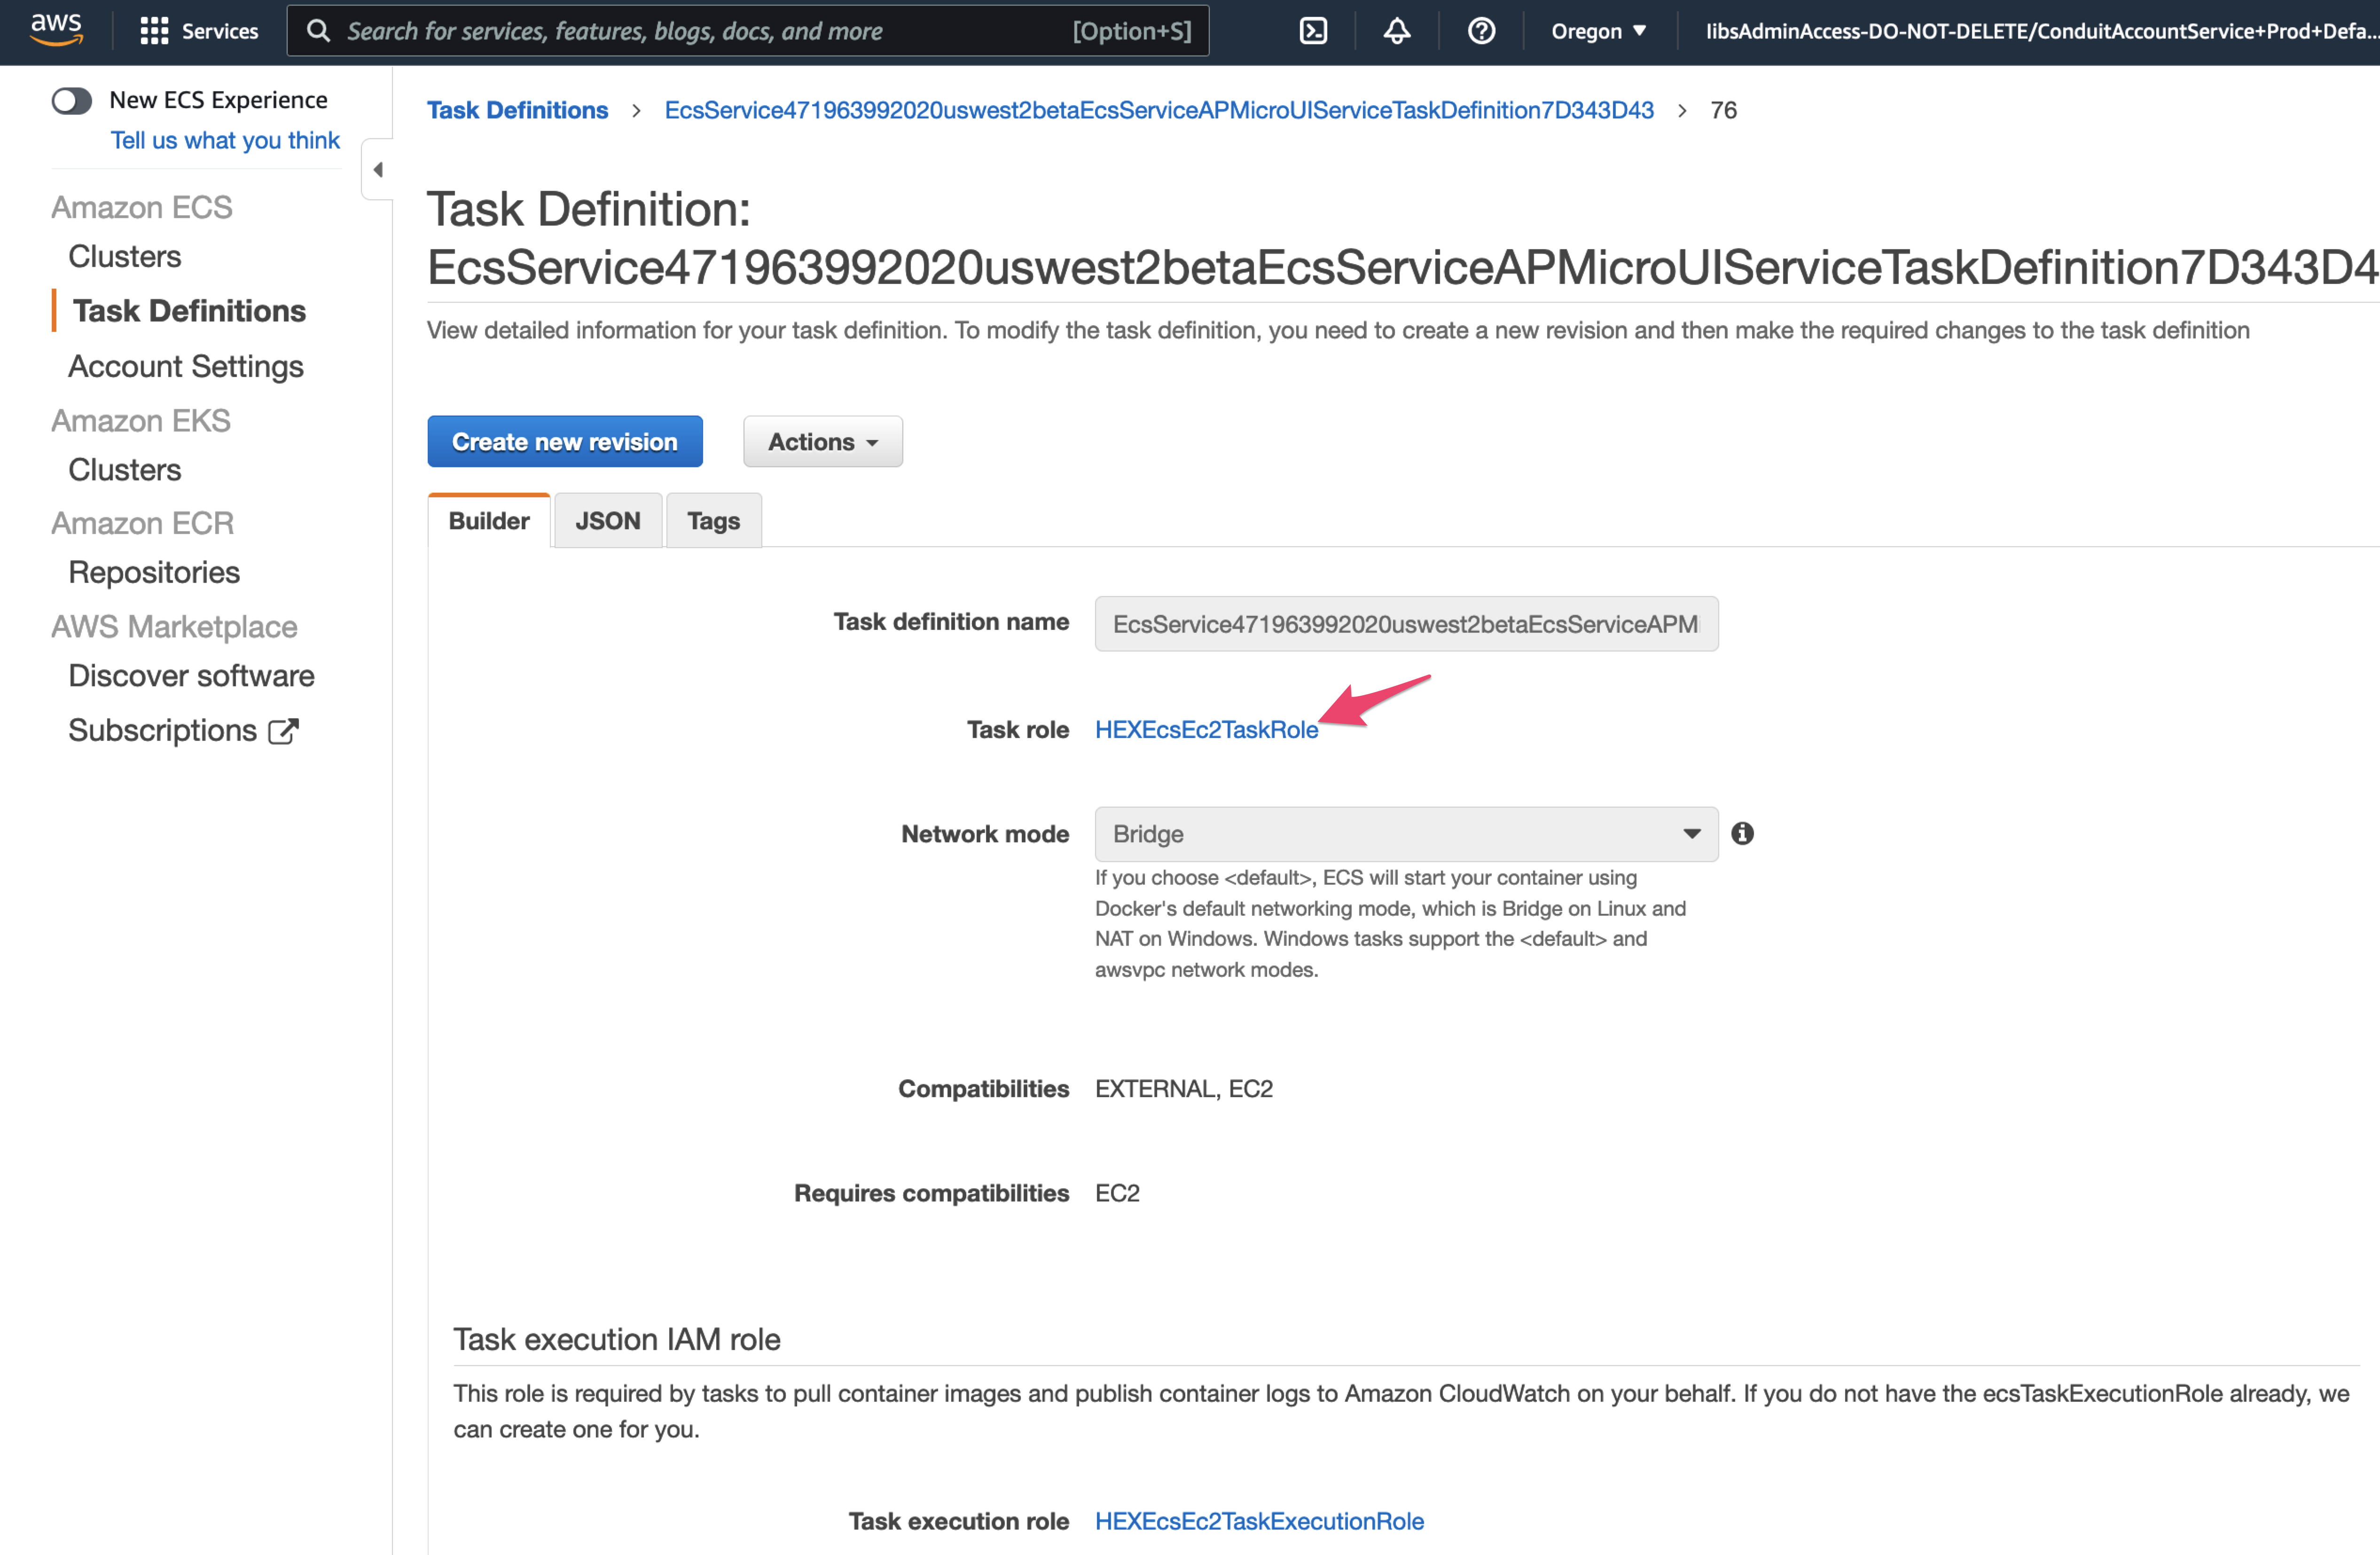 aws
Services
Search for services, features, blogs, docs, and more
[Option+S]
Oregon
IibsAdminAccess-DO-NOT-DELETE/ConduitAccountService+Prod+Defa...
New ECS Experience
Tell us what you think
Amazon ECS
Clusters
Task Definitions
Account Settings
Amazon EKS
Clusters
Amazon ECR
Repositories
AWS Marketplace
Discover software
Subscriptions
Task Definitions > EcsService471963992020uswest2betaEcsServiceAPMicroUIServiceTaskDefinition7D343D43 > 76
Task Definition:
EcsService471963992020uswest2betaEcsServiceAPMicroUIServiceTaskDefinition7D343D4
View detailed information for your task definition. To modify the task definition, you need to create a new revision and then make the required changes to the task definition
Create new revision
Actions
Builder
JSON
Tags
Task definition name
EcsService471963992020uswest2betaEcsServiceAPMi
Task role
HEXEcsEc2TaskRole
Network mode
Bridge
If you choose <default>, ECS will start your container using
Docker's default networking mode, which is Bridge on Linux and
NAT on Windows. Windows tasks support the <default> and
awsvpc network modes.
Compatibilities
EXTERNAL, EC2
Requires compatibilities
EC2
Task execution IAM role
This role is required by tasks to pull container images and publish container logs to Amazon CloudWatch on your behalf. If you do not have the ecsTaskExecutionRole already, we
can create one for you.
Task execution role
HEXEcsEc2TaskExecutionRole